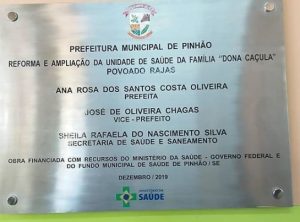 PREFEITURA MUNICIPAL DE PINHÃO
REFORMA E AMPLIAÇÃO DA UNIDADE DE SAÚDE DA FAMÍLIA "DONA CAÇULA"
POVOADO RAJAS
ANA ROSA DOS SANTOS COSTA OLIVEIRA
PREFEITA
JOSÉ DE OLIVEIRA CHAGAS
VICE - PREFEITO
SHEILA RAFAELA DO NASCIMENTO SILVA
SECRETARIA DE SAÚDE E SANEAMENTO
OBRA FINANCIADA COM RECURSOS DO MINISTERIO DA SAÚDE - GOVERNO FEDERAL E
DO FUNDO MUNICIPAL DE SAÚDE DE PINHÃO / SE
DEZEMBRO / 2019
SAÚDE